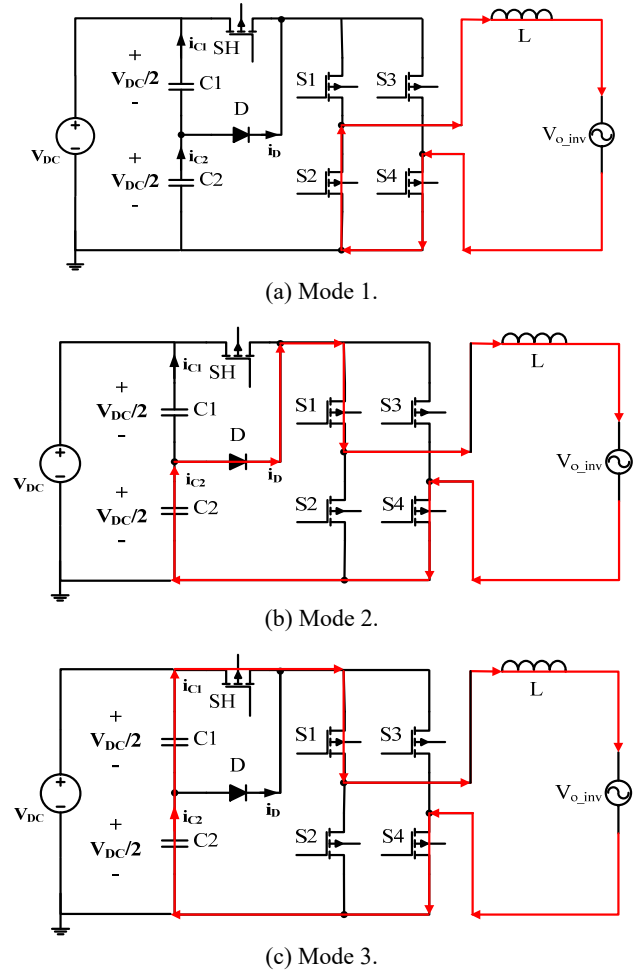 i_C1
SH
L
+
V_DC/2
-
C1
S1
S3
D
i_D
V_DC
+
-
i_C2
+
V_DC/2
-
C2
S2
S4
V_o_inv
(a) Mode 1.
i_C1
SH
L
+
V_DC/2
-
C1
S1
S3
D
i_D
V_DC
+
-
i_C2
+
V_DC/2
-
C2
S2
S4
V_o_inv
(b) Mode 2.
i_C1
SH
L
+
V_DC/2
-
C1
S1
S3
D
i_D
V_DC
+
-
i_C2
+
V_DC/2
-
C2
S2
S4
V_o_inv
(c) Mode 3.